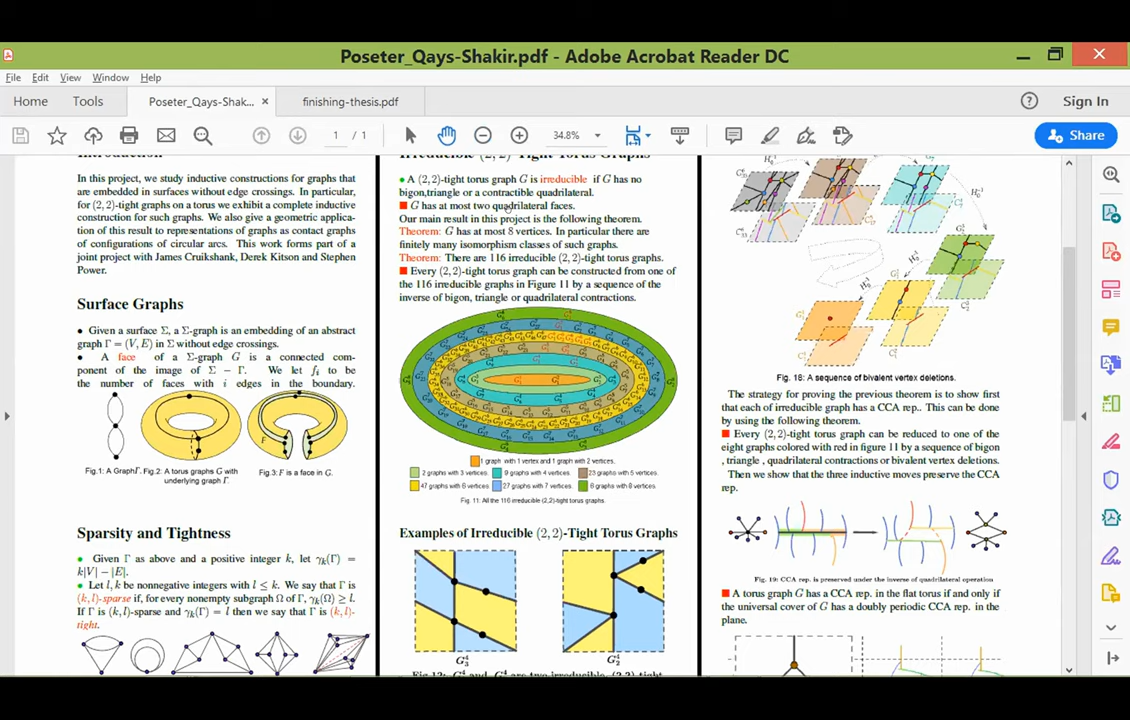 Poseter_Qays-Shakir.pdf - Adobe Acrobat Reader DC
File Edit View Window Help
Home Tools Poseter_Qays-Shak... × finishing-thesis.pdf Sign In
1 / 1 34.8% Share
Introduction
In this project, we study inductive constructions for graphs
that are embedded in surfaces without edge crossings. In particular,
for (2,2)-tight graphs on a torus we exhibit a complete inductive
construction for such graphs. We also give a geometric applica-
tion of this result to representations of graphs as contact graphs
of configurations of circular arcs. This work forms part of a
joint project with James Cruikshank, Derek Kitson and Stephen
Power.
Surface Graphs
● Given a surface Σ, a Σ-graph is an embedding of an abstract
graph Γ = (V, E) in Σ without edge crossings.
● A face of a Σ-graph G is a connected com-
ponent of the image of Σ − Γ. We let fᵢ to be
the number of faces with i edges in the boundary.
F
Fig.1: A GraphΓ. Fig.2: A torus graphs G with
underlying graph Γ.
Fig.3: F is a face in G.
Sparsity and Tightness
● Given Γ as above and a positive integer k, let γₖ(Γ) =
k|V| − |E|.
● Let l, k be nonnegative integers with l ≤ k. We say that Γ is
(k, l)-sparse if, for every nonempty subgraph Ω of Γ, γₖ(Ω) ≥ l.
If Γ is (k, l)-sparse and γₖ(Γ) = l then we say that Γ is (k, l)-
tight.
Irreducible (2,2)-Tight Torus Graphs
● A (2,2)-tight torus graph G is irreducible if G has no
bigon,triangle or a contractible quadrilateral.
■ G has at most two quadrilateral faces.
Our main result in this project is the following theorem.
Theorem: G has at most 8 vertices. In particular there are
finitely many isomorphism classes of such graphs.
Theorem: There are 116 irreducible (2,2)-tight torus graphs.
■ Every (2,2)-tight torus graph can be constructed from one of
the 116 irreducible graphs in Figure 11 by a sequence of the
inverse of bigon, triangle or quadrilateral contractions.
1 graph with 1 vertex and 1 graph with 2 vertices.
2 graphs with 3 vertices. 9 graphs with 4 vertices. 23 graphs with 5 vertices.
47 graphs with 6 vertices. 27 graphs with 7 vertices. 6 graphs with 8 vertices.
Fig. 11: All the 116 irreducible (2,2)-tight torus graphs.
Examples of Irreducible (2,2)-Tight Torus Graphs
G⁴₃ G⁴₂
Fig. 18: A sequence of bivalent vertex deletions.
The strategy for proving the previous theorem is to show first
that each of irreducible graph has a CCA rep.. This can be done
by using the following theorem.
■ Every (2,2)-tight torus graph can be reduced to one of the
eight graphs colored with red in figure 11 by a sequence of bigon
, triangle , quadrilateral contractions or bivalent vertex deletions.
Then we show that the three inductive moves preserve the CCA
rep.
Fig. 19: CCA rep. is preserved under the inverse of quadrilateral operation
■ A torus graph G has a CCA rep. in the flat torus if and only if
the universal cover of G has a doubly periodic CCA rep. in the
plane.